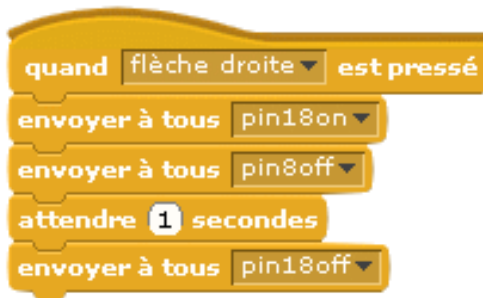 quand flèche droite est pressé
envoyer à tous pin18on
envoyer à tous pin8off
attendre 1 secondes
envoyer à tous pin18off